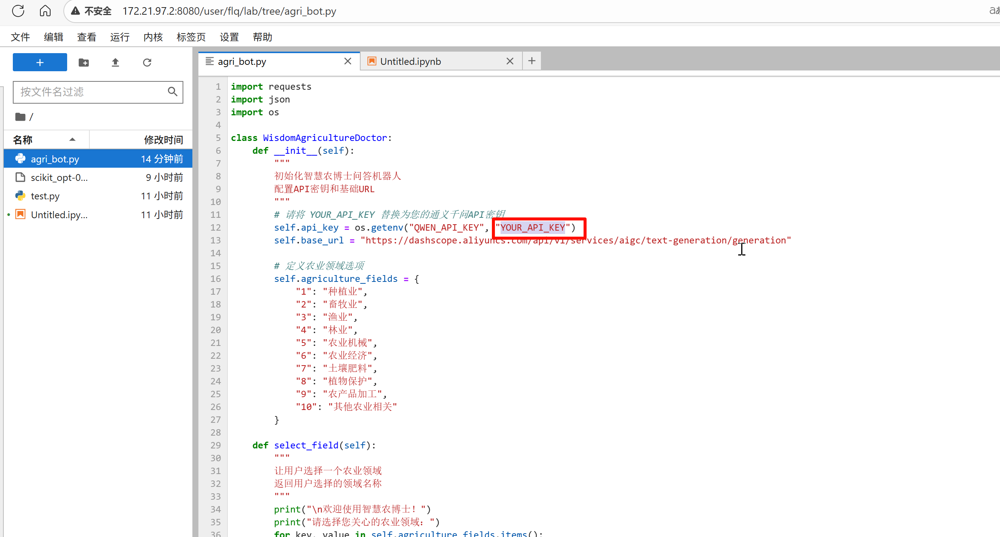 不安全 172.21.97.2:8080/user/flq/lab/tree/agri_bot.py
文件 编辑 查看 运行 内核 标签页 设置 帮助
agri_bot.py
Untitled.ipynb
按文件名过滤
/
名称 修改时间
agri_bot.py 14 分钟前
scikit_opt-0... 9 小时前
test.py 11 小时前
Untitled.ipy... 11 小时前
1 import requests
2 import json
3 import os
4
5 class WisdomAgricultureDoctor:
6 def __init__(self):
7 """
8 初始化智慧农博士问答机器人
9 配置API密钥和基础URL
10 """
11 # 请将 YOUR_API_KEY 替换为您的通义千问API密钥
12 self.api_key = os.getenv("QWEN_API_KEY", "YOUR_API_KEY")
13 self.base_url = "https://dashscope.aliyuncs.com/api/v1/services/aigc/text-generation/generation"
14
15 # 定义农业领域选项
16 self.agriculture_fields = {
17 "1": "种植业",
18 "2": "畜牧业",
19 "3": "渔业",
20 "4": "林业",
21 "5": "农业机械",
22 "6": "农业经济",
23 "7": "土壤肥料",
24 "8": "植物保护",
25 "9": "农产品加工",
26 "10": "其他农业相关"
27 }
28
29 def select_field(self):
30 """
31 让用户选择一个农业领域
32 返回用户选择的领域名称
33 """
34 print("\n欢迎使用智慧农博士！")
35 print("请选择您关心的农业领域：")
36 for key, value in self.agriculture_fields.items():